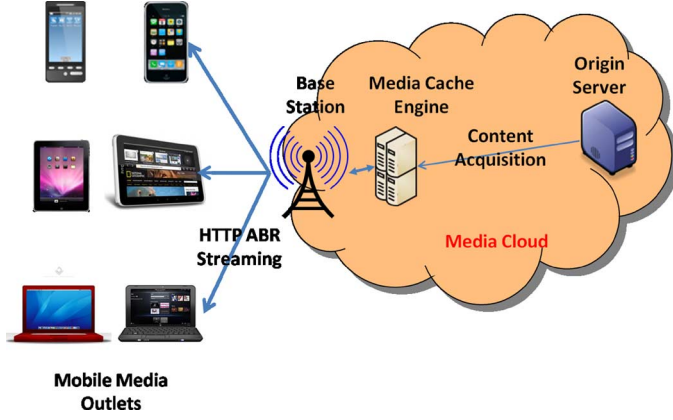 Base
Station
Media Cache
Engine
Origin
Server
Content
Acquisition
HTTP ABR
Streaming
Media Cloud
Mobile Media
Outlets